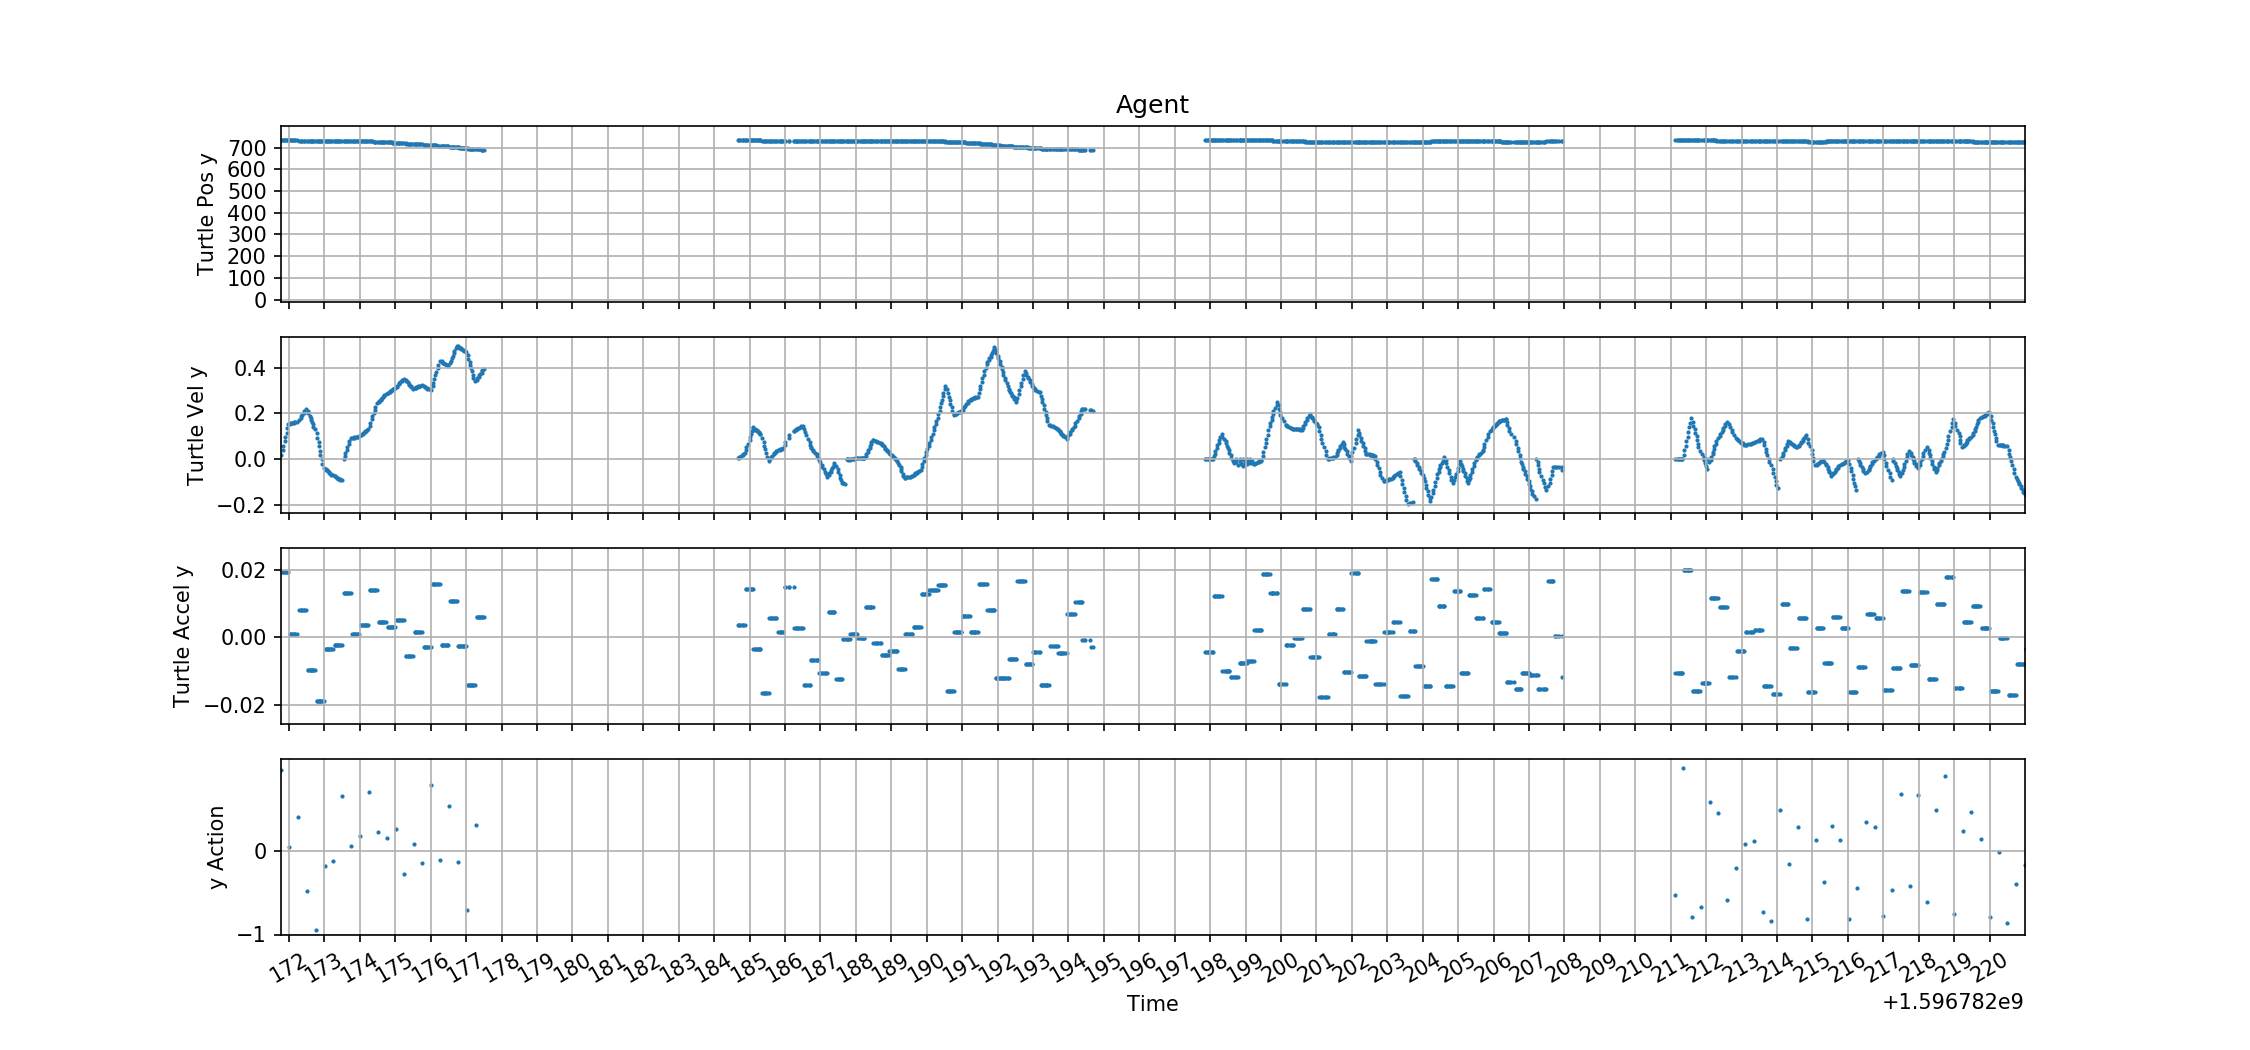 Agent
Turtle Pos y
700
600
500
400
300
200
100
0
Turtle Vel y
0.4
0.2
0.0
−0.2
Turtle Accel y
0.02
0.00
−0.02
y Action
0
−1
172 173 174 175 176 177 178 179 180 181 182 183 184 185 186 187 188 189 190 191 192 193 194 195 196 197 198 199 200 201 202 203 204 205 206 207 208 209 210 211 212 213 214 215 216 217 218 219 220
Time
+1.596782e9